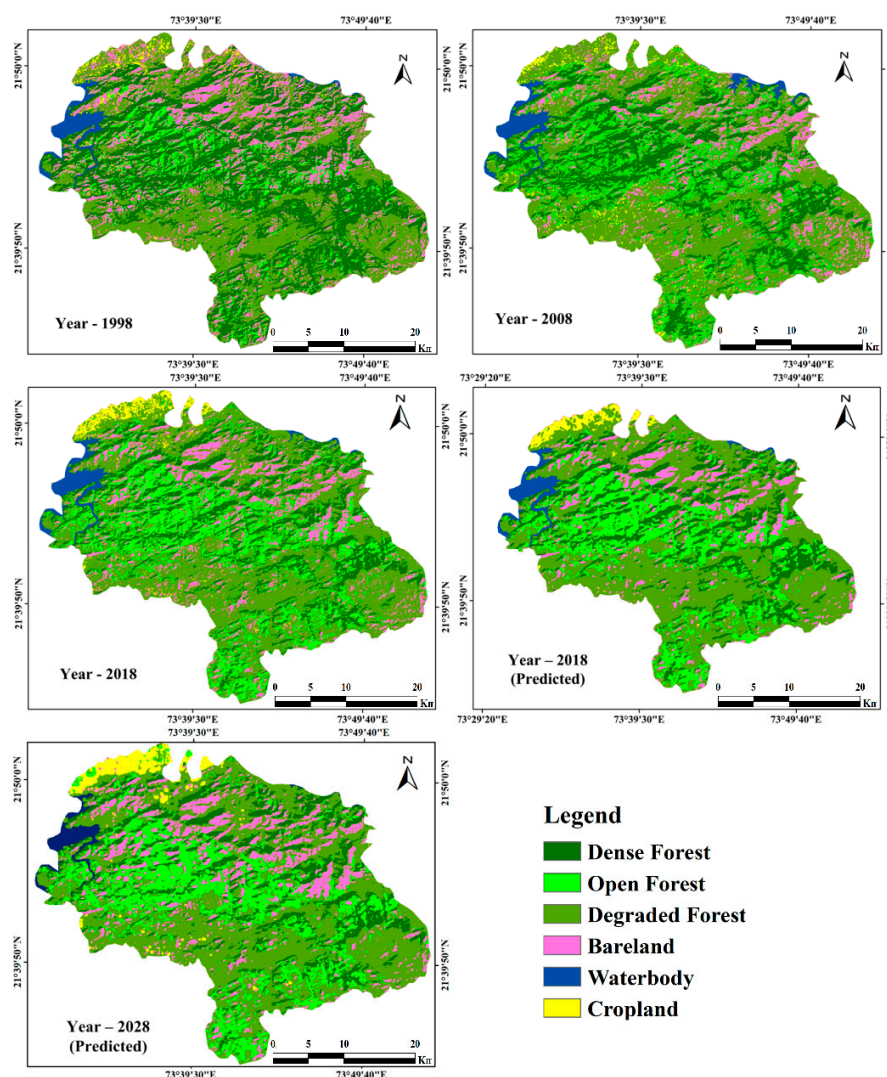 73°39'30"E 73°49'40"E 73°39'30"E 73°49'40"E
21°50'0"N 21°50'0"N
N N
21°39'50"N 21°39'50"N
Year - 1998 0 5 10 20
Km
Year - 2008 0 5 10 20
Km
73°39'30"E 73°49'40"E 73°39'30"E 73°49'40"E
73°39'30"E 73°49'40"E 73°29'20"E 73°39'30"E 73°49'40"E
21°50'0"N 21°50'0"N
N N
21°39'50"N 21°39'50"N
Year - 2018 0 5 10 20
Km
Year – 2018
(Predicted) 0 5 10 20
Km
73°39'30"E 73°49'40"E 73°29'20"E 73°39'30"E 73°49'40"E
73°39'30"E 73°49'40"E
21°50'0"N
N
21°39'50"N
Year – 2028
(Predicted) 0 5 10 20
Km
73°39'30"E 73°49'40"E
Legend
Dense Forest
Open Forest
Degraded Forest
Bareland
Waterbody
Cropland